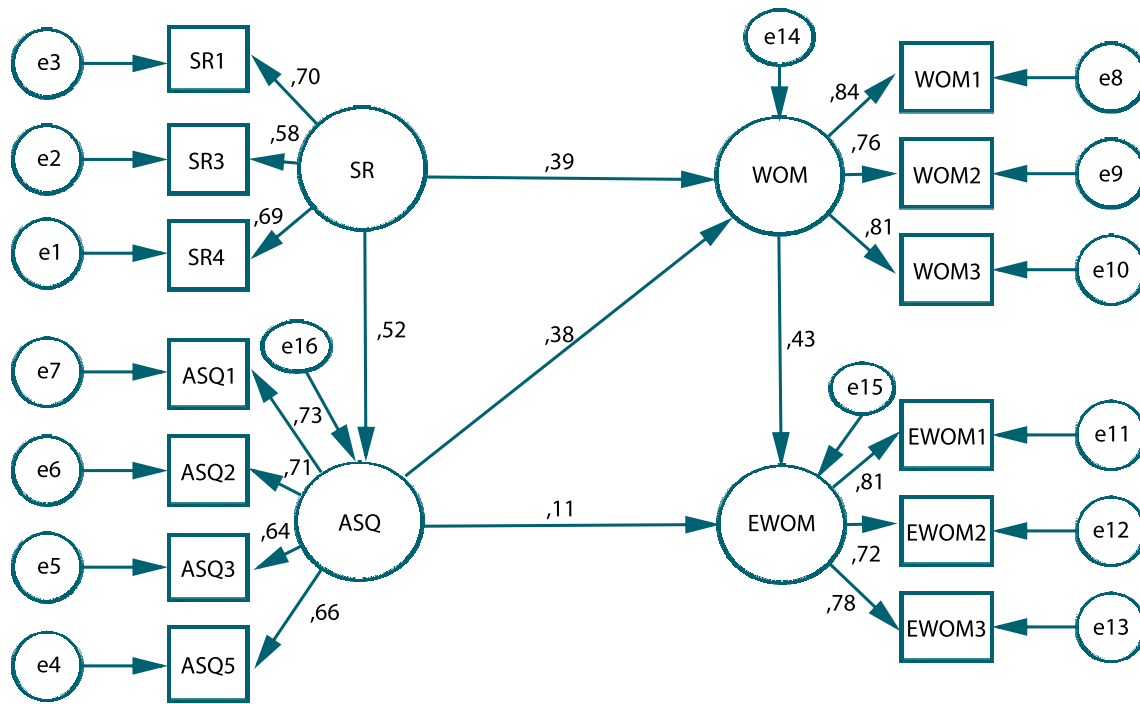 e3
SR1
,70
e2
SR3
,58
e1
SR4
,69
SR
,39
,52
e14
WOM
,84
WOM1
e8
,76
WOM2
e9
,81
WOM3
e10
,38
,43
e7
ASQ1
e16
,73
e6
ASQ2
,71
e5
ASQ3
,64
e4
ASQ5
,66
ASQ
,11
e15
EWOM
,81
EWOM1
e11
,72
EWOM2
e12
,78
EWOM3
e13